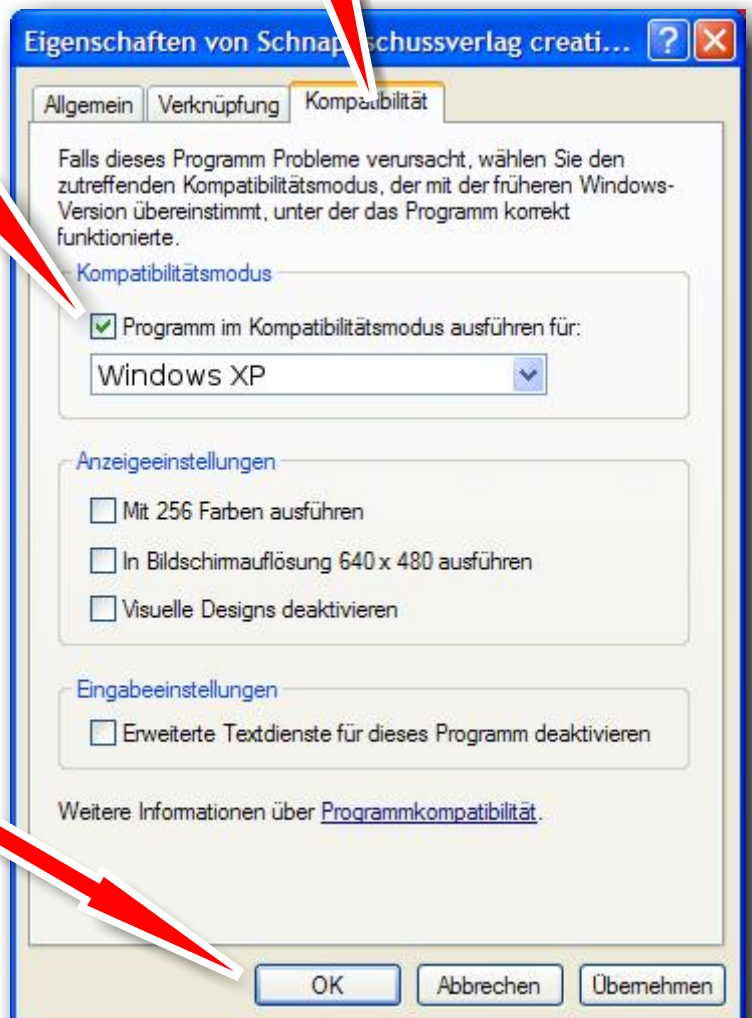 Eigenschaften von Schnappschussverlag creati...
Allgemein Verknüpfung Kompatibilität
Falls dieses Programm Probleme verursacht, wählen Sie den
zutreffenden Kompatibilitätsmodus, der mit der früheren Windows-
Version übereinstimmt, unter der das Programm korrekt
funktionierte.
Kompatibilitätsmodus
Programm im Kompatibilitätsmodus ausführen für:
Windows XP
Anzeigeeinstellungen
Mit 256 Farben ausführen
In Bildschirmauflösung 640 x 480 ausführen
Visuelle Designs deaktivieren
Eingabeeinstellungen
Erweiterte Textdienste für dieses Programm deaktivieren
Weitere Informationen über Programmkompatibilität.
OK Abbrechen Übernehmen